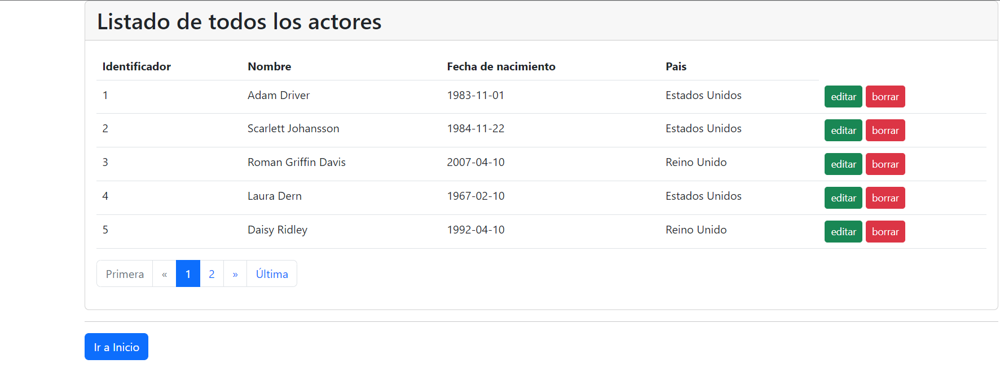 Listado de todos los actores
Identificador Nombre Fecha de nacimiento Pais
1 Adam Driver 1983-11-01 Estados Unidos editar borrar
2 Scarlett Johansson 1984-11-22 Estados Unidos editar borrar
3 Roman Griffin Davis 2007-04-10 Reino Unido editar borrar
4 Laura Dern 1967-02-10 Estados Unidos editar borrar
5 Daisy Ridley 1992-04-10 Reino Unido editar borrar
Primera « 1 2 » Última
Ir a Inicio